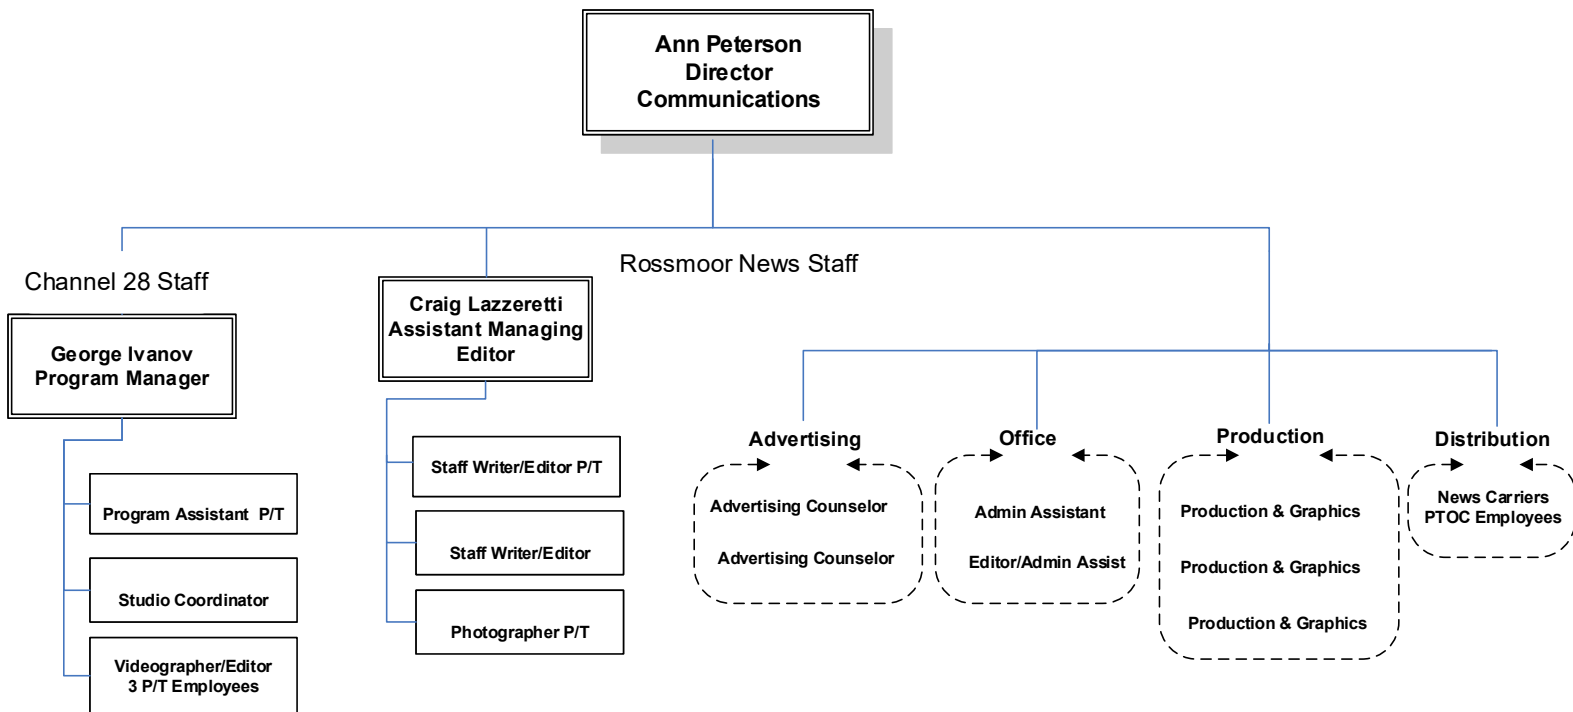 Ann Peterson
Director
Communications
Channel 28 Staff
Rossmoor News Staff
George Ivanov
Program Manager
Program Assistant P/T
Studio Coordinator
Videographer/Editor
3 P/T Employees
Craig Lazzeretti
Assistant Managing
Editor
Staff Writer/Editor P/T
Staff Writer/Editor
Photographer P/T
Advertising
Advertising Counselor
Advertising Counselor
Office
Admin Assistant
Editor/Admin Assist
Production
Production & Graphics
Production & Graphics
Production & Graphics
Distribution
News Carriers
PTOC Employees